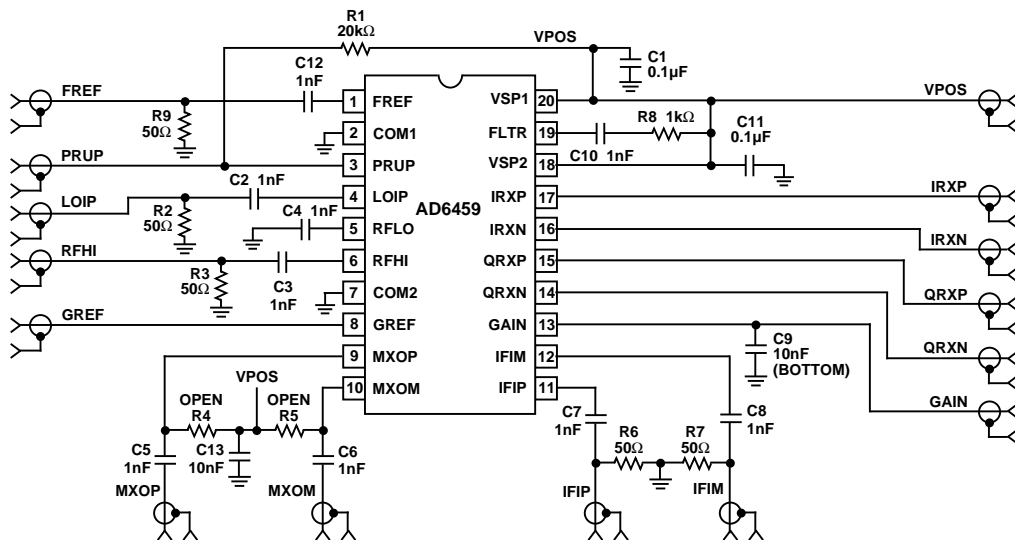 R1
20kΩ
VPOS
C12
1nF
C1
0.1µF
FREF
R9
50Ω
1 FREF
VSP1 20
VPOS
2 COM1
FLTR 19
R8 1kΩ
C11
0.1µF
C10 1nF
PRUP
3 PRUP
VSP2 18
C2 1nF
LOIP
R2
50Ω
4 LOIP
IRXP 17
IRXP
AD6459
C4 1nF
5 RFLO
IRXN 16
IRXN
RFHI
R3
50Ω
C3
1nF
6 RFHI
QRXP 15
QRXP
7 COM2
QRXN 14
QRXN
GREF
8 GREF
GAIN 13
C9
10nF
(BOTTOM)
GAIN
9 MXOP
IFIM 12
10 MXOM
IFIP 11
VPOS
OPEN
R4
OPEN
R5
C7
1nF
C8
1nF
C5
1nF
C13
10nF
C6
1nF
R6
50Ω
R7
50Ω
MXOP
MXOM
IFIP
IFIM